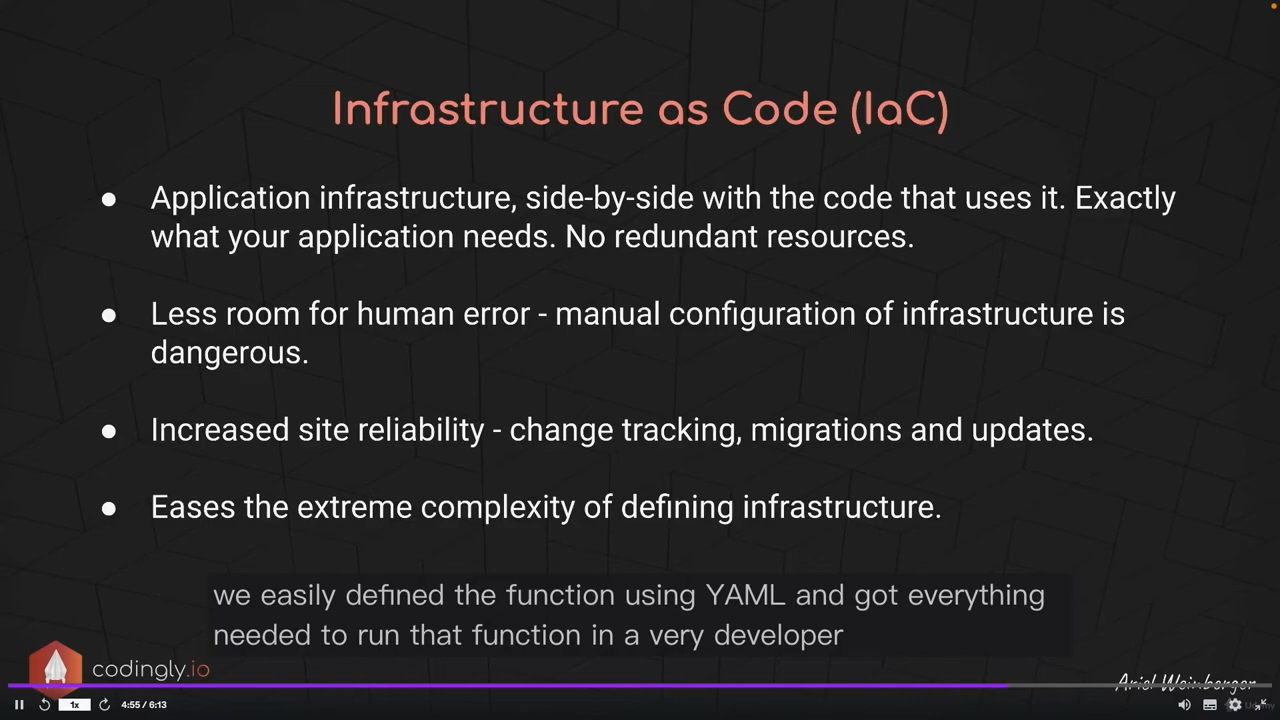 Infrastructure as Code (IaC)
● Application infrastructure, side-by-side with the code that uses it. Exactly
what your application needs. No redundant resources.
● Less room for human error - manual configuration of infrastructure is
dangerous.
● Increased site reliability - change tracking, migrations and updates.
● Eases the extreme complexity of defining infrastructure.
we easily defined the function using YAML and got everything
needed to run that function in a very developer
codingly.io
Ariel Weinberger
1x
4:55 / 6:13
Udemy